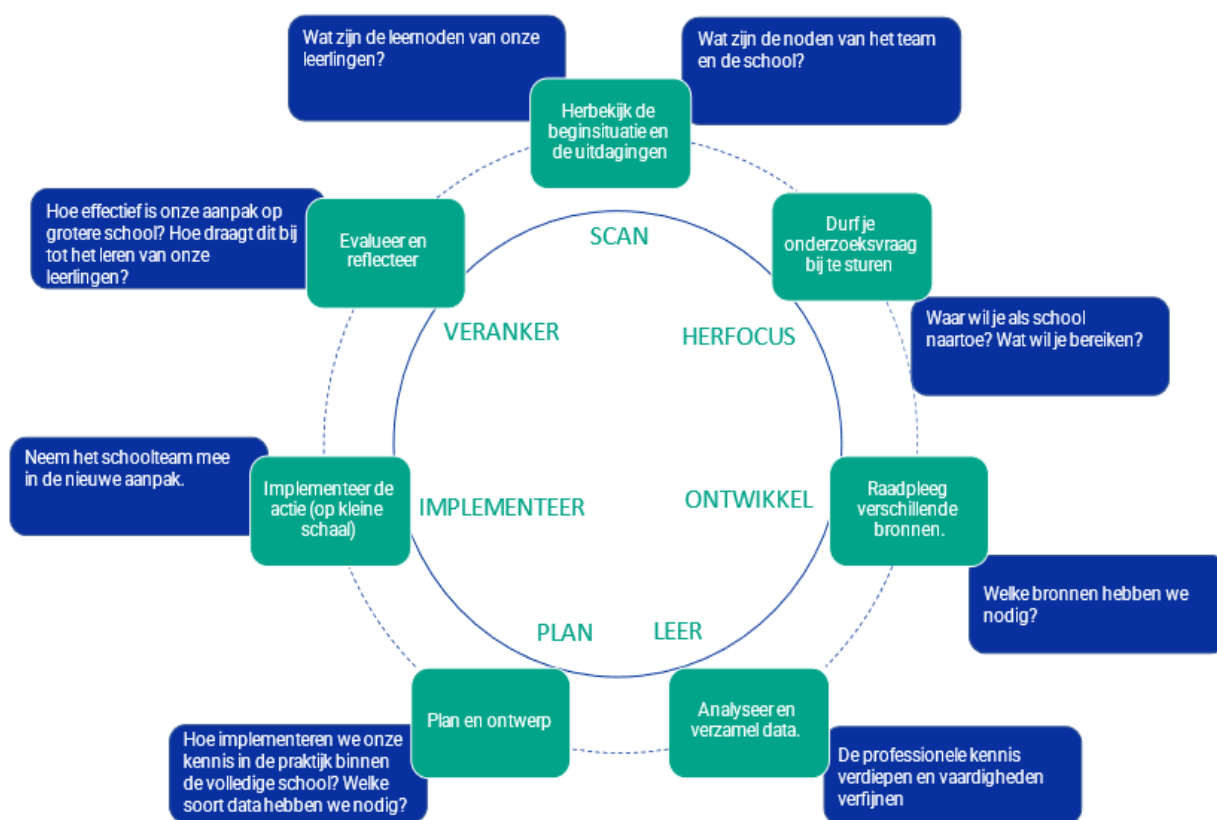 Wat zijn de leernoden van onze
leerlingen?
Wat zijn de noden van het team
en de school?
Herbekijk de
beginsituatie en
de uitdagingen
SCAN
Durf je
onderzoeksvraag
bij te sturen
HERFOCUS
Waar wil je als school
naartoe? Wat wil je bereiken?
Raadpleeg
verschillende
bronnen.
ONTWIKKEL
Welke bronnen hebben we
nodig?
Analyseer en
verzamel data.
LEER
De professionele kennis
verdiepen en vaardigheden
verfijnen
Plan en ontwerp
PLAN
Hoe implementeren we onze
kennis in de praktijk binnen
de volledige school? Welke
soort data hebben we nodig?
Implementeer de
actie (op kleine
schaal)
IMPLEMENTEER
Neem het schoolteam mee
in de nieuwe aanpak.
Evalueer en
reflecteer
VERANKER
Hoe effectief is onze aanpak op
grotere school? Hoe draagt dit bij
tot het leren van onze
leerlingen?